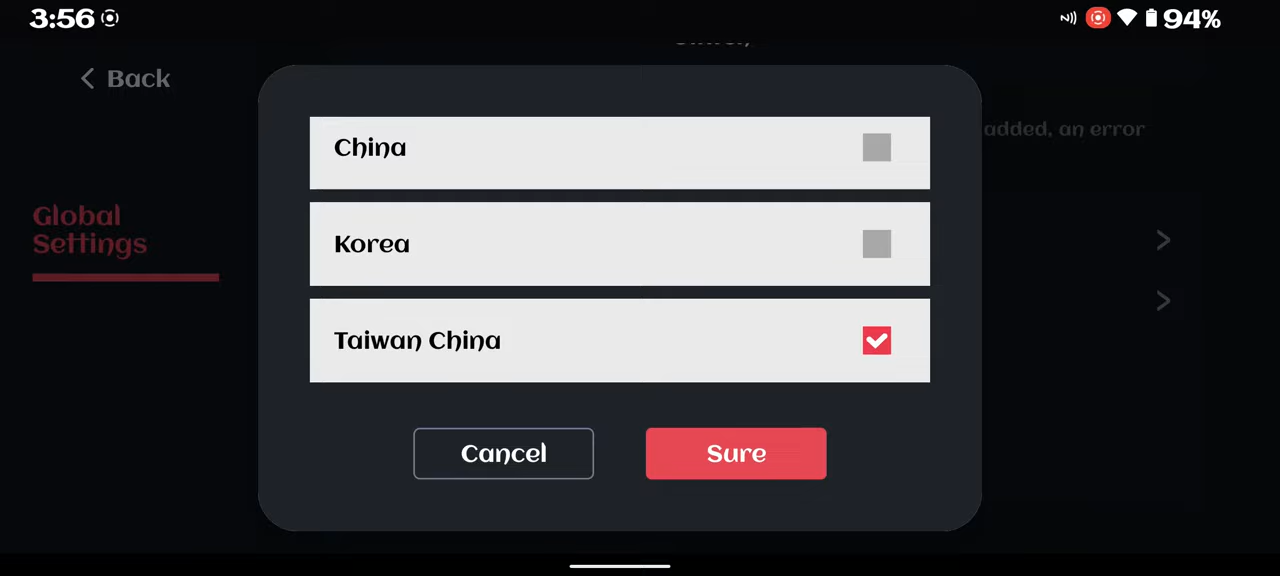 3:56
94%
Back
added, an error
Global
Settings
China
Korea
Taiwan China
Cancel
Sure